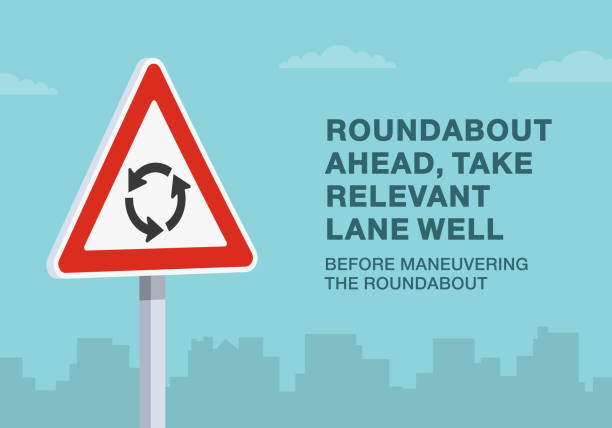 ROUNDABOUT
AHEAD, TAKE
RELEVANT
LANE WELL
BEFORE MANEUVERING
THE ROUNDABOUT